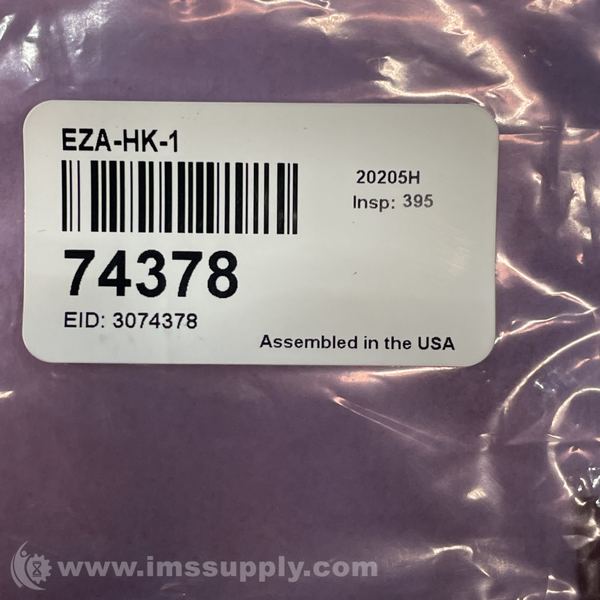 EZA-HK-1
20205H
Insp: 395
74378
EID: 3074378
Assembled in the USA
www.imssupply.com